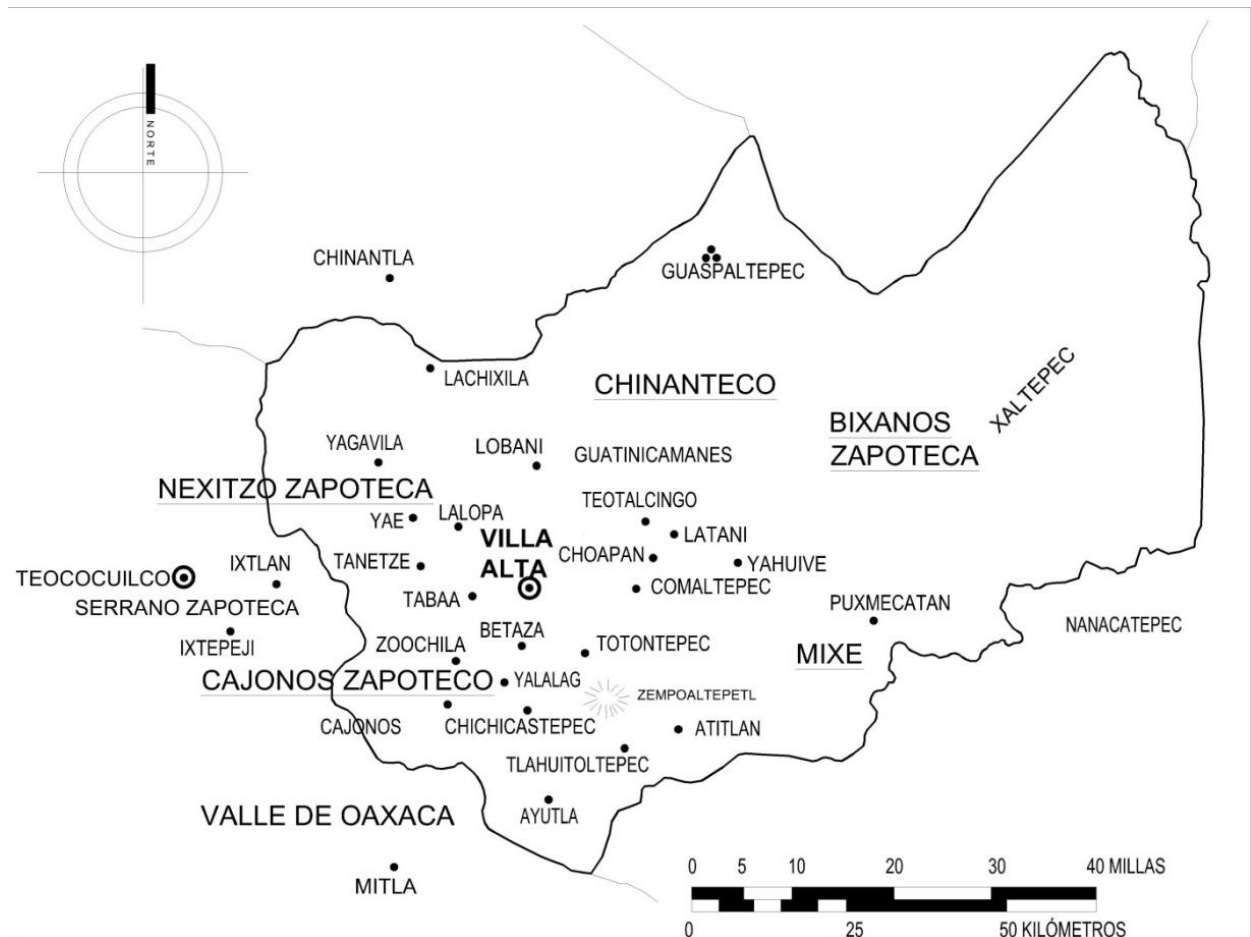 NORTE
CHINANTLA
GUASPALTEPEC
LACHIXILA
CHINANTECO
XALTEPEC
BIXANOS
ZAPOTECA
YAGAVILA
LOBANI
GUATINICAMANES
NEXITZO ZAPOTECA
TEOTALCINGO
YAE
LALOPA
LATANI
VILLA
ALTA
CHOAPAN
YAHUIVE
TANETZE
IXTLAN
TEOCOCUILCO
COMALTEPEC
TABAA
SERRANO ZAPOTECA
PUXMECATAN
NANACATEPEC
BETAZA
IXTEPEJI
ZOOCHILA
TOTONTEPEC
MIXE
CAJONOS ZAPOTECO
YALALAG
ZEMPOALTEPETL
CAJONOS
CHICHICASTEPEC
ATITLAN
TLAHUITOLTEPEC
VALLE DE OAXACA
AYUTLA
MITLA
0 5 10 20 30 40 MILLAS
0 25 50 KILÓMETROS